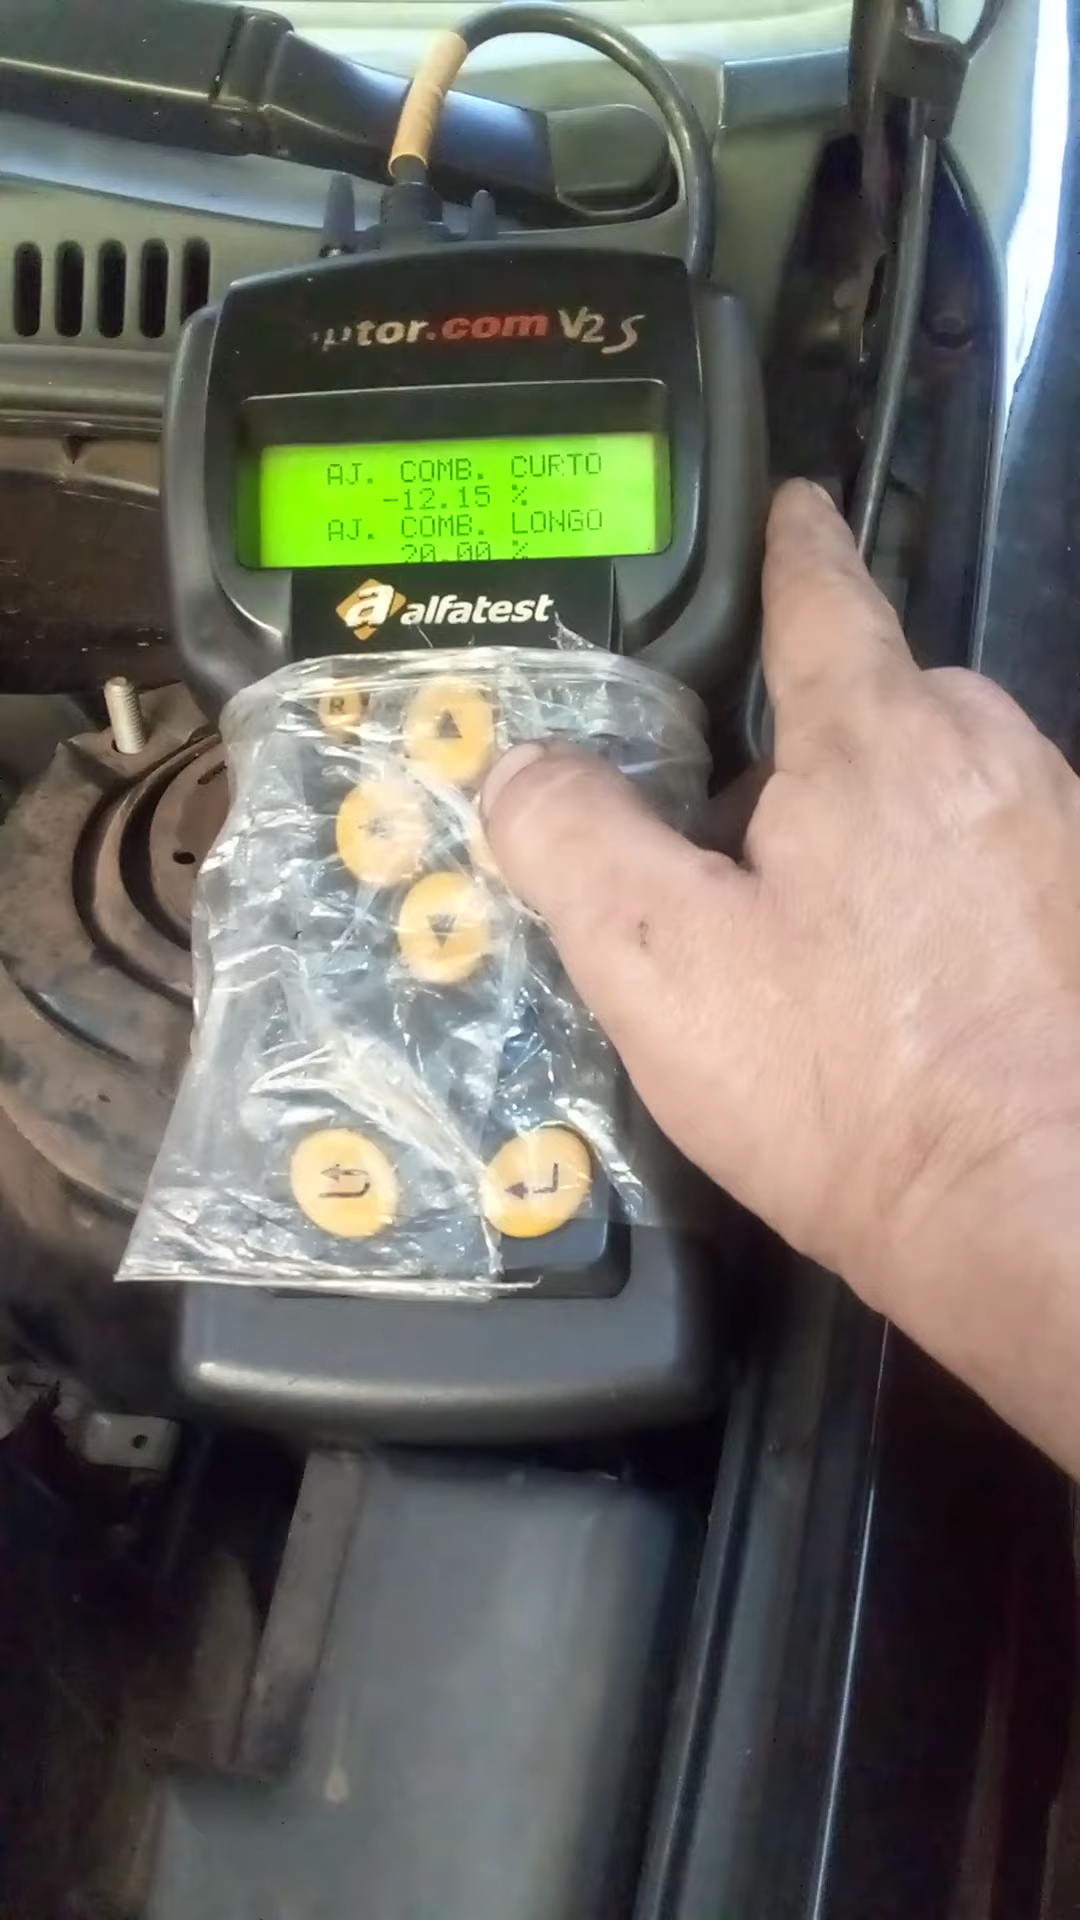 ptor.com V2 S
AJ. COMB. CURTO
-12.15 %
AJ. COMB. LONGO
20.00 %
a alfatest
R